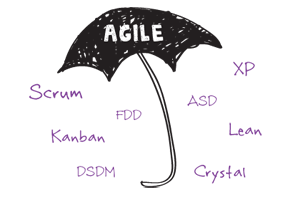 AGILE
XP
Scrum
ASD
FDD
Kanban
Lean
DSDM
Crystal